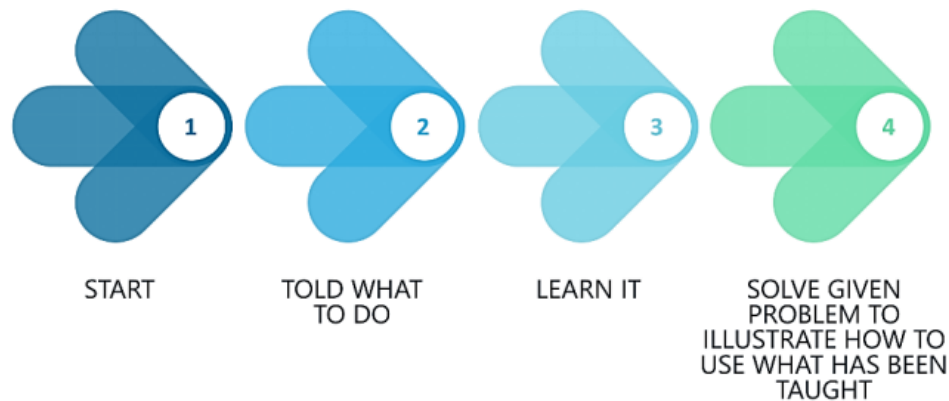 1
2
3
4
START
TOLD WHAT
TO DO
LEARN IT
SOLVE GIVEN
PROBLEM TO
ILLUSTRATE HOW TO
USE WHAT HAS BEEN
TAUGHT